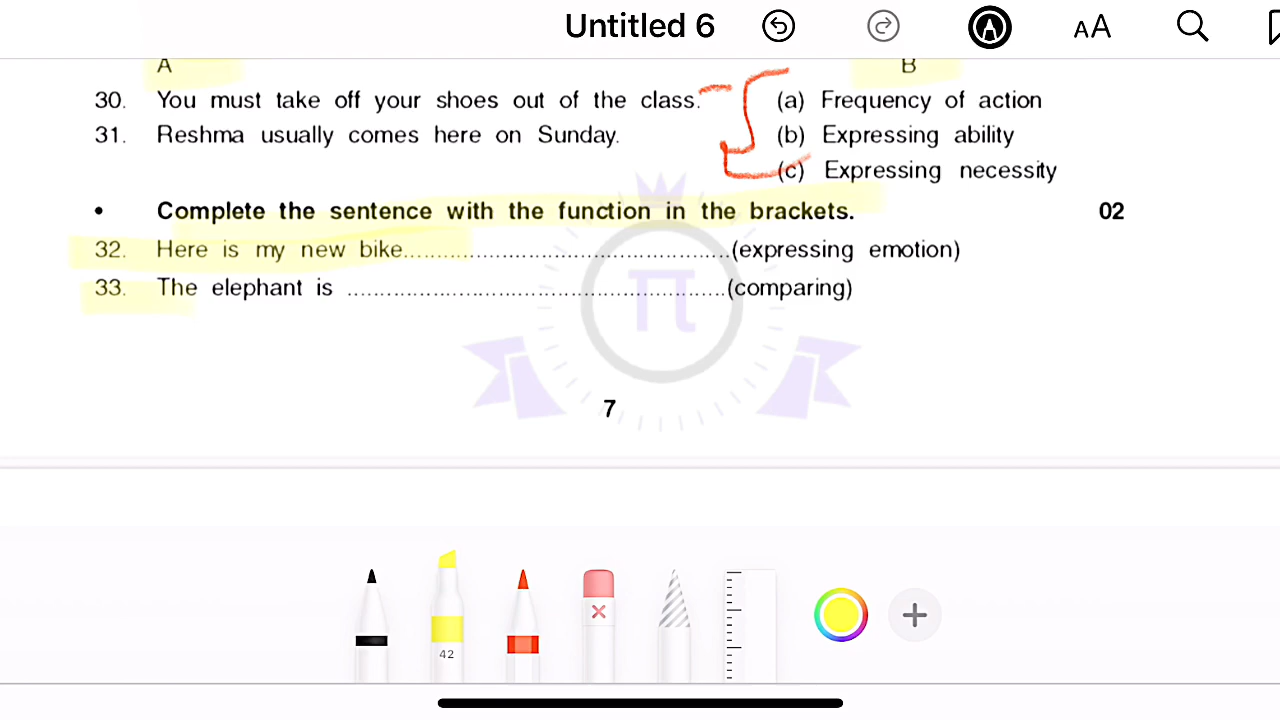 Untitled 6
AA
A B
30. You must take off your shoes out of the class. (a) Frequency of action
31. Reshma usually comes here on Sunday. (b) Expressing ability
(c) Expressing necessity
• Complete the sentence with the function in the brackets. 02
32. Here is my new bike.................................................(expressing emotion)
33. The elephant is .........................................................(comparing)
π
7
42